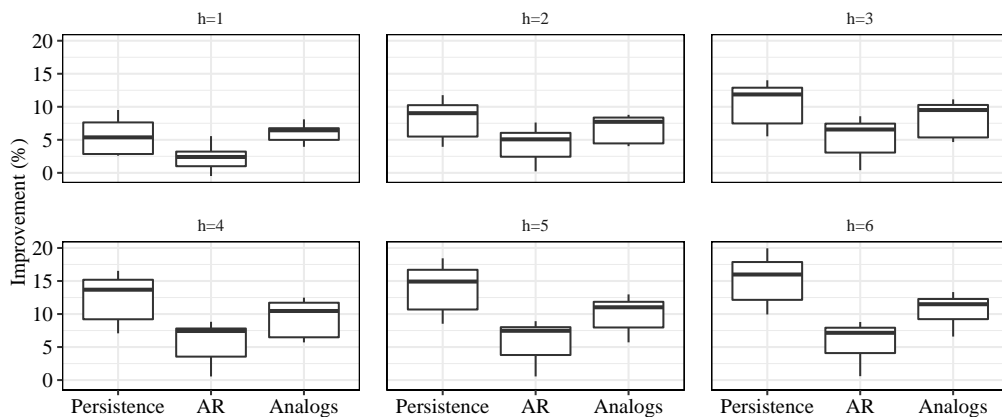 h=1 h=2 h=3
20
15
10
5
0
h=4 h=5 h=6
20
15
10
5
0
Improvement (%)
Persistence AR Analogs Persistence AR Analogs Persistence AR Analogs